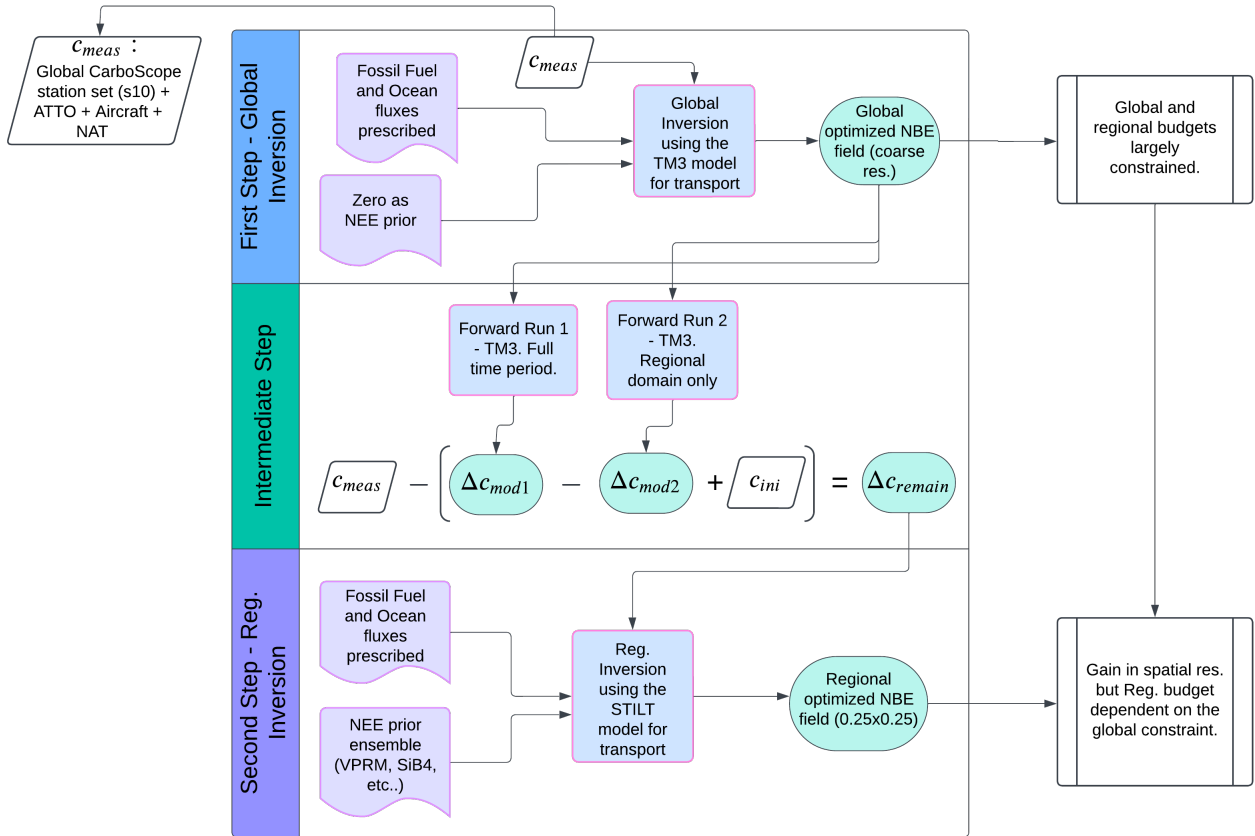 c_meas :
Global CarboScope
station set (s10) +
ATTO + Aircraft +
NAT
First Step - Global
Inversion
Fossil Fuel
and Ocean
fluxes
prescribed
Zero as
NEE prior
c_meas
Global
Inversion
using the
TM3 model
for transport
Global
optimized NBE
field (coarse
res.)
Global and
regional budgets
largely
constrained.
Intermediate Step
Forward Run 1
- TM3. Full
time period.
Forward Run 2
- TM3.
Regional
domain only
c_meas − [ Δc_mod1 − Δc_mod2 + c_ini ] = Δc_remain
Second Step - Reg.
Inversion
Fossil Fuel
and Ocean
fluxes
prescribed
NEE prior
ensemble
(VPRM, SiB4,
etc..)
Reg.
Inversion
using the
STILT
model for
transport
Regional
optimized NBE
field (0.25x0.25)
Gain in spatial res.
but Reg. budget
dependent on the
global constraint.